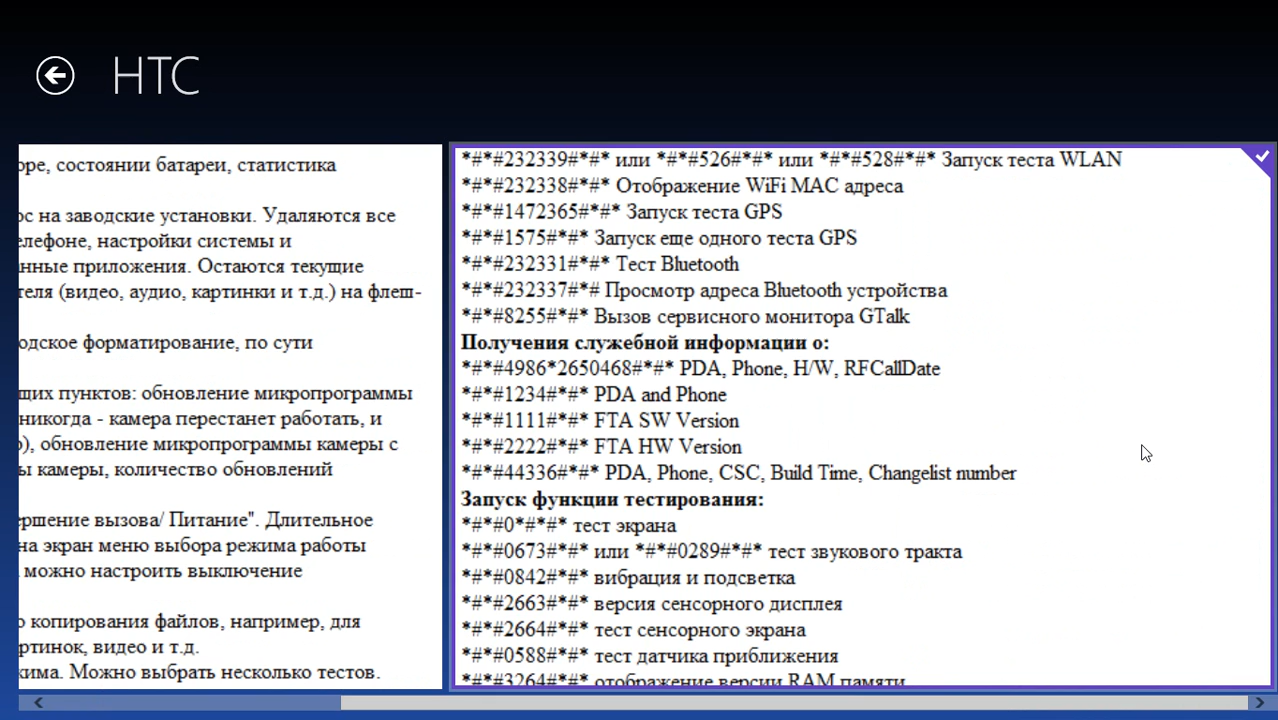 HTC
оре, состоянии батареи, статистика
ос на заводские установки. Удаляются все
елефоне, настройки системы и
нные приложения. Остаются текущие
теля (видео, аудио, картинки и т.д.) на флеш-
одское форматирование, по сути
щих пунктов: обновление микропрограммы
никогда - камера перестанет работать, и
о), обновление микропрограммы камеры с
ы камеры, количество обновлений
ершение вызова/ Питание". Длительное
на экран меню выбора режима работы
можно настроить выключение
о копирования файлов, например, для
ртинок, видео и т.д.
кима. Можно выбрать несколько тестов.
*#*#232339#*#* или *#*#526#*#* или *#*#528#*#* Запуск теста WLAN
*#*#232338#*#* Отображение WiFi MAC адреса
*#*#1472365#*#* Запуск теста GPS
*#*#1575#*#* Запуск еще одного теста GPS
*#*#232331#*#* Тест Bluetooth
*#*#232337#*# Просмотр адреса Bluetooth устройства
*#*#8255#*#* Вызов сервисного монитора GTalk
Получения служебной информации о:
*#*#4986*2650468#*#* PDA, Phone, H/W, RFCallDate
*#*#1234#*#* PDA and Phone
*#*#1111#*#* FTA SW Version
*#*#2222#*#* FTA HW Version
*#*#44336#*#* PDA, Phone, CSC, Build Time, Changelist number
Запуск функции тестирования:
*#*#0*#*#* тест экрана
*#*#0673#*#* или *#*#0289#*#* тест звукового тракта
*#*#0842#*#* вибрация и подсветка
*#*#2663#*#* версия сенсорного дисплея
*#*#2664#*#* тест сенсорного экрана
*#*#0588#*#* тест датчика приближения
*#*#3264#*#* отображение версии RAM памяти